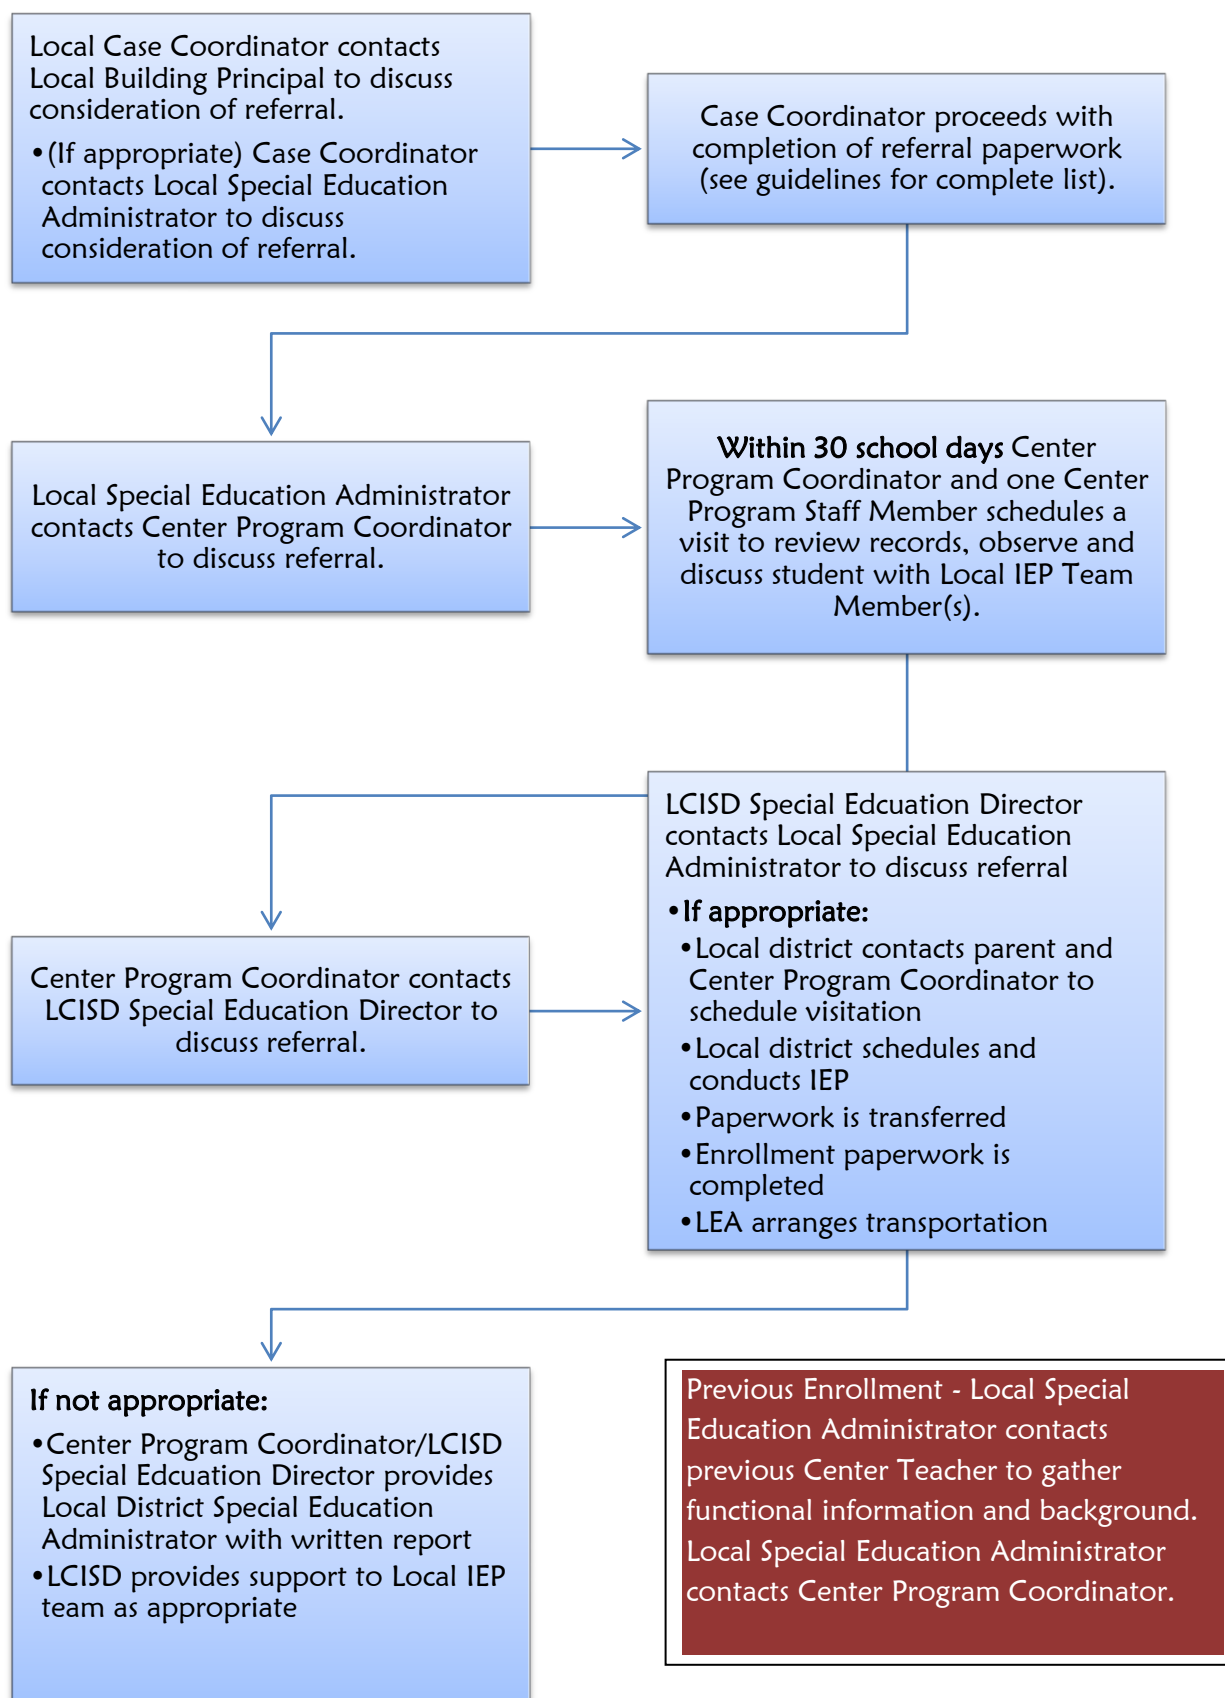 Local Case Coordinator contacts
Local Building Principal to discuss
consideration of referral.
•(If appropriate) Case Coordinator
contacts Local Special Education
Administrator to discuss
consideration of referral.
Case Coordinator proceeds with
completion of referral paperwork
(see guidelines for complete list).
Local Special Education Administrator
contacts Center Program Coordinator
to discuss referral.
Within 30 school days Center
Program Coordinator and one Center
Program Staff Member schedules a
visit to review records, observe and
discuss student with Local IEP Team
Member(s).
Center Program Coordinator contacts
LCISD Special Education Director to
discuss referral.
LCISD Special Edcuation Director
contacts Local Special Education
Administrator to discuss referral
•If appropriate:
•Local district contacts parent and
Center Program Coordinator to
schedule visitation
•Local district schedules and
conducts IEP
•Paperwork is transferred
•Enrollment paperwork is
completed
•LEA arranges transportation
If not appropriate:
•Center Program Coordinator/LCISD
Special Edcuation Director provides
Local District Special Education
Administrator with written report
•LCISD provides support to Local IEP
team as appropriate
Previous Enrollment - Local Special
Education Administrator contacts
previous Center Teacher to gather
functional information and background.
Local Special Education Administrator
contacts Center Program Coordinator.